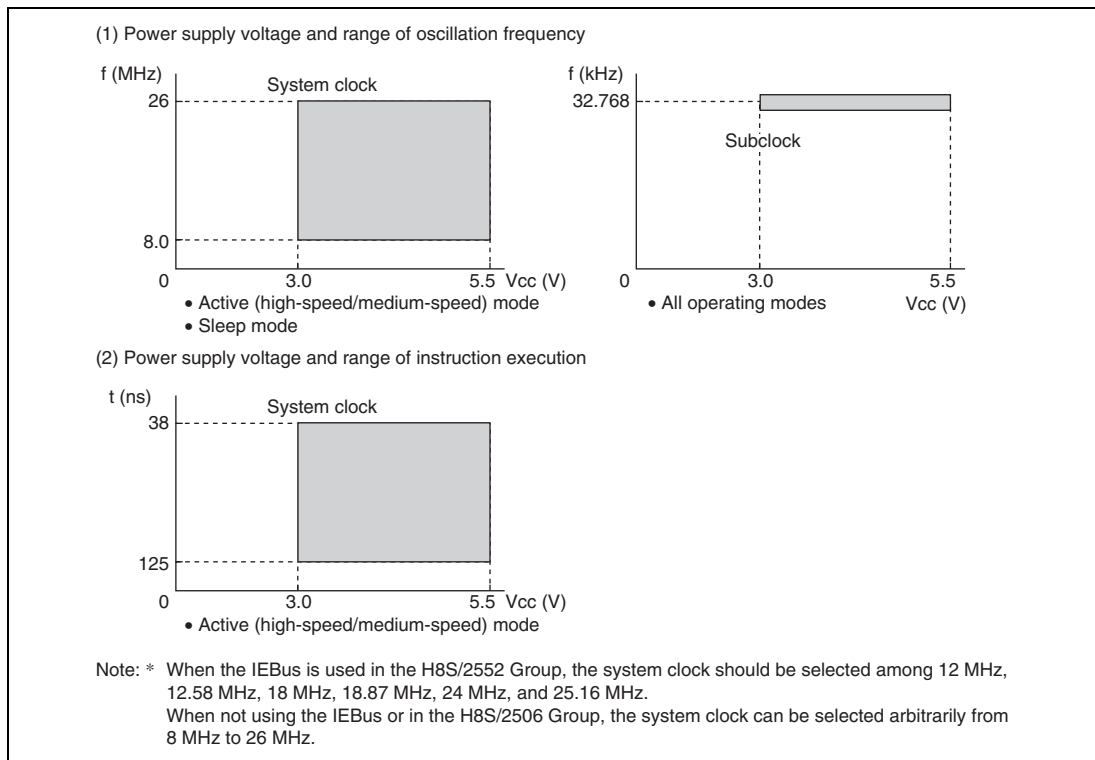 (1) Power supply voltage and range of oscillation frequency
f (MHz)
System clock
26
8.0
0
3.0
5.5
Vcc (V)
• Active (high-speed/medium-speed) mode
• Sleep mode
f (kHz)
32.768
Subclock
0
3.0
5.5
Vcc (V)
• All operating modes
(2) Power supply voltage and range of instruction execution
t (ns)
System clock
38
125
0
3.0
5.5
Vcc (V)
• Active (high-speed/medium-speed) mode
Note: * When the IEBus is used in the H8S/2552 Group, the system clock should be selected among 12 MHz,
12.58 MHz, 18 MHz, 18.87 MHz, 24 MHz, and 25.16 MHz.
When not using the IEBus or in the H8S/2506 Group, the system clock can be selected arbitrarily from
8 MHz to 26 MHz.